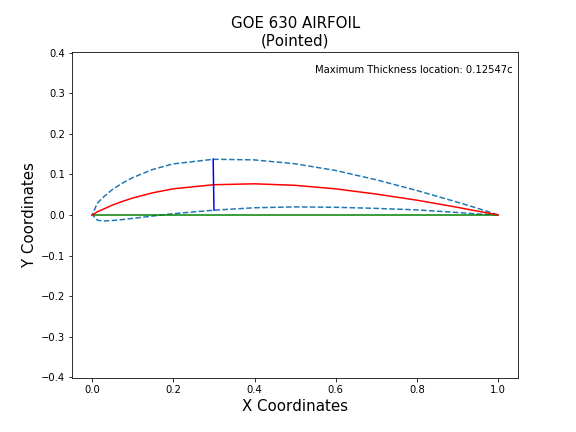 GOE 630 AIRFOIL
(Pointed)
Maximum Thickness location: 0.12547c
0.4
0.3
0.2
0.1
0.0
−0.1
−0.2
−0.3
−0.4
Y Coordinates
0.0 0.2 0.4 0.6 0.8 1.0
X Coordinates